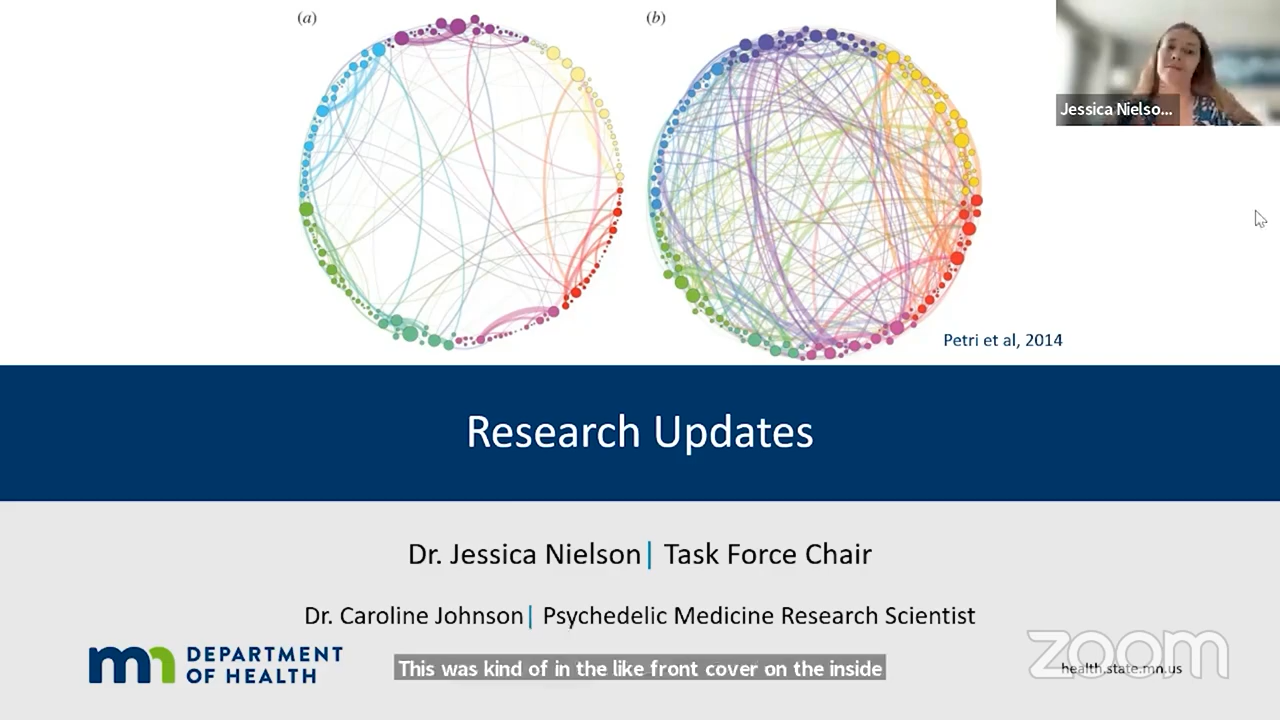 (a)
(b)
Jessica Nielso...
Petri et al, 2014
Research Updates
Dr. Jessica Nielson| Task Force Chair
Dr. Caroline Johnson| Psychedelic Medicine Research Scientist
mn DEPARTMENT
OF HEALTH
This was kind of in the like front cover on the inside
zoom
health.state.mn.us